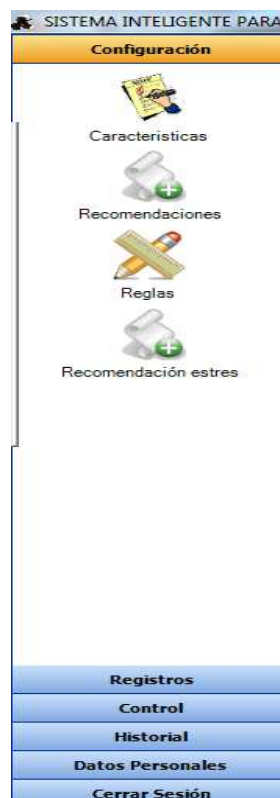 SISTEMA INTELIGENTE PARA
Configuración
Caracteristicas
Recomendaciones
Reglas
Recomendación estres
Registros
Control
Historial
Datos Personales
Cerrar Sesión